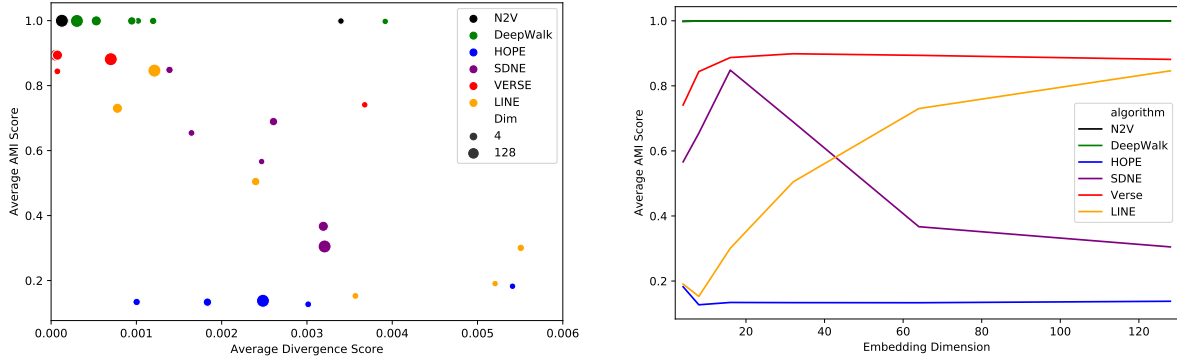 1.0
0.8
0.6
0.4
0.2
Average AMI Score
0.000 0.001 0.002 0.003 0.004 0.005 0.006
Average Divergence Score
N2V
DeepWalk
HOPE
SDNE
VERSE
LINE
Dim
4
128
1.0
0.8
0.6
0.4
0.2
Average AMI Score
20 40 60 80 100 120
Embedding Dimension
algorithm
N2V
DeepWalk
HOPE
SDNE
Verse
LINE